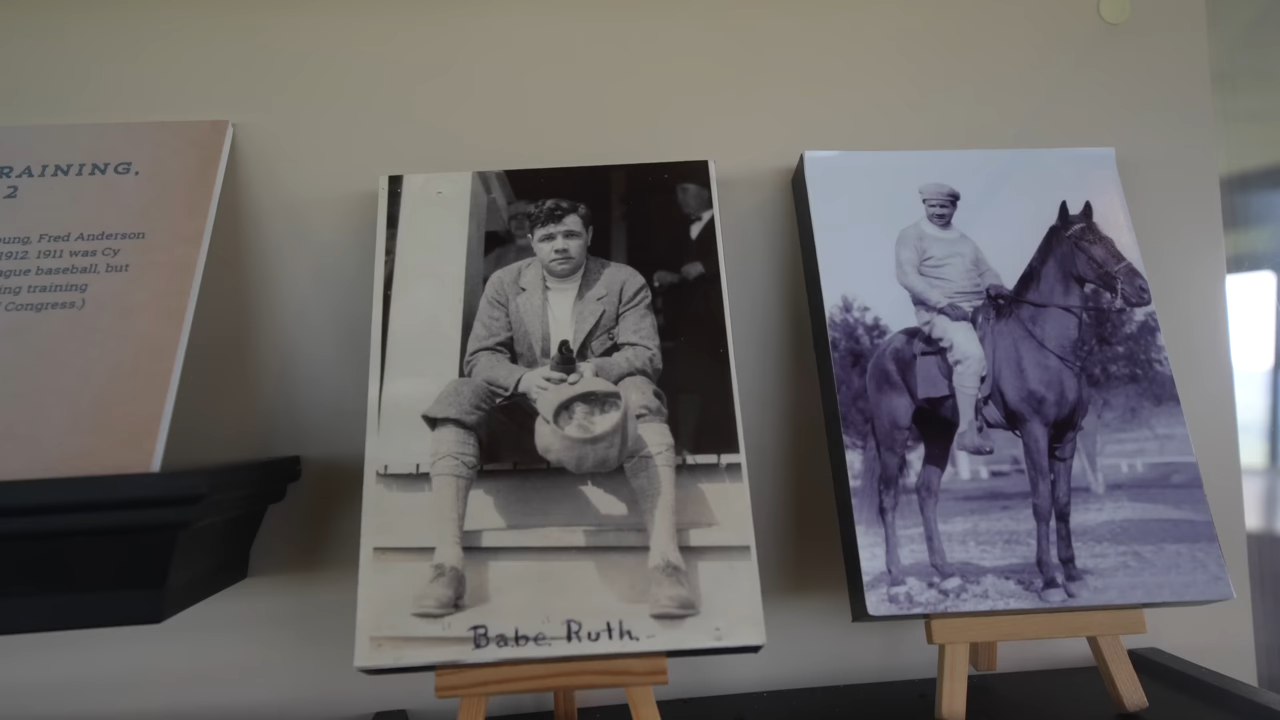 RAINING,
2
oung, Fred Anderson
1912. 1911 was Cy
ague baseball, but
ing training
Congress.)
Babe Ruth.